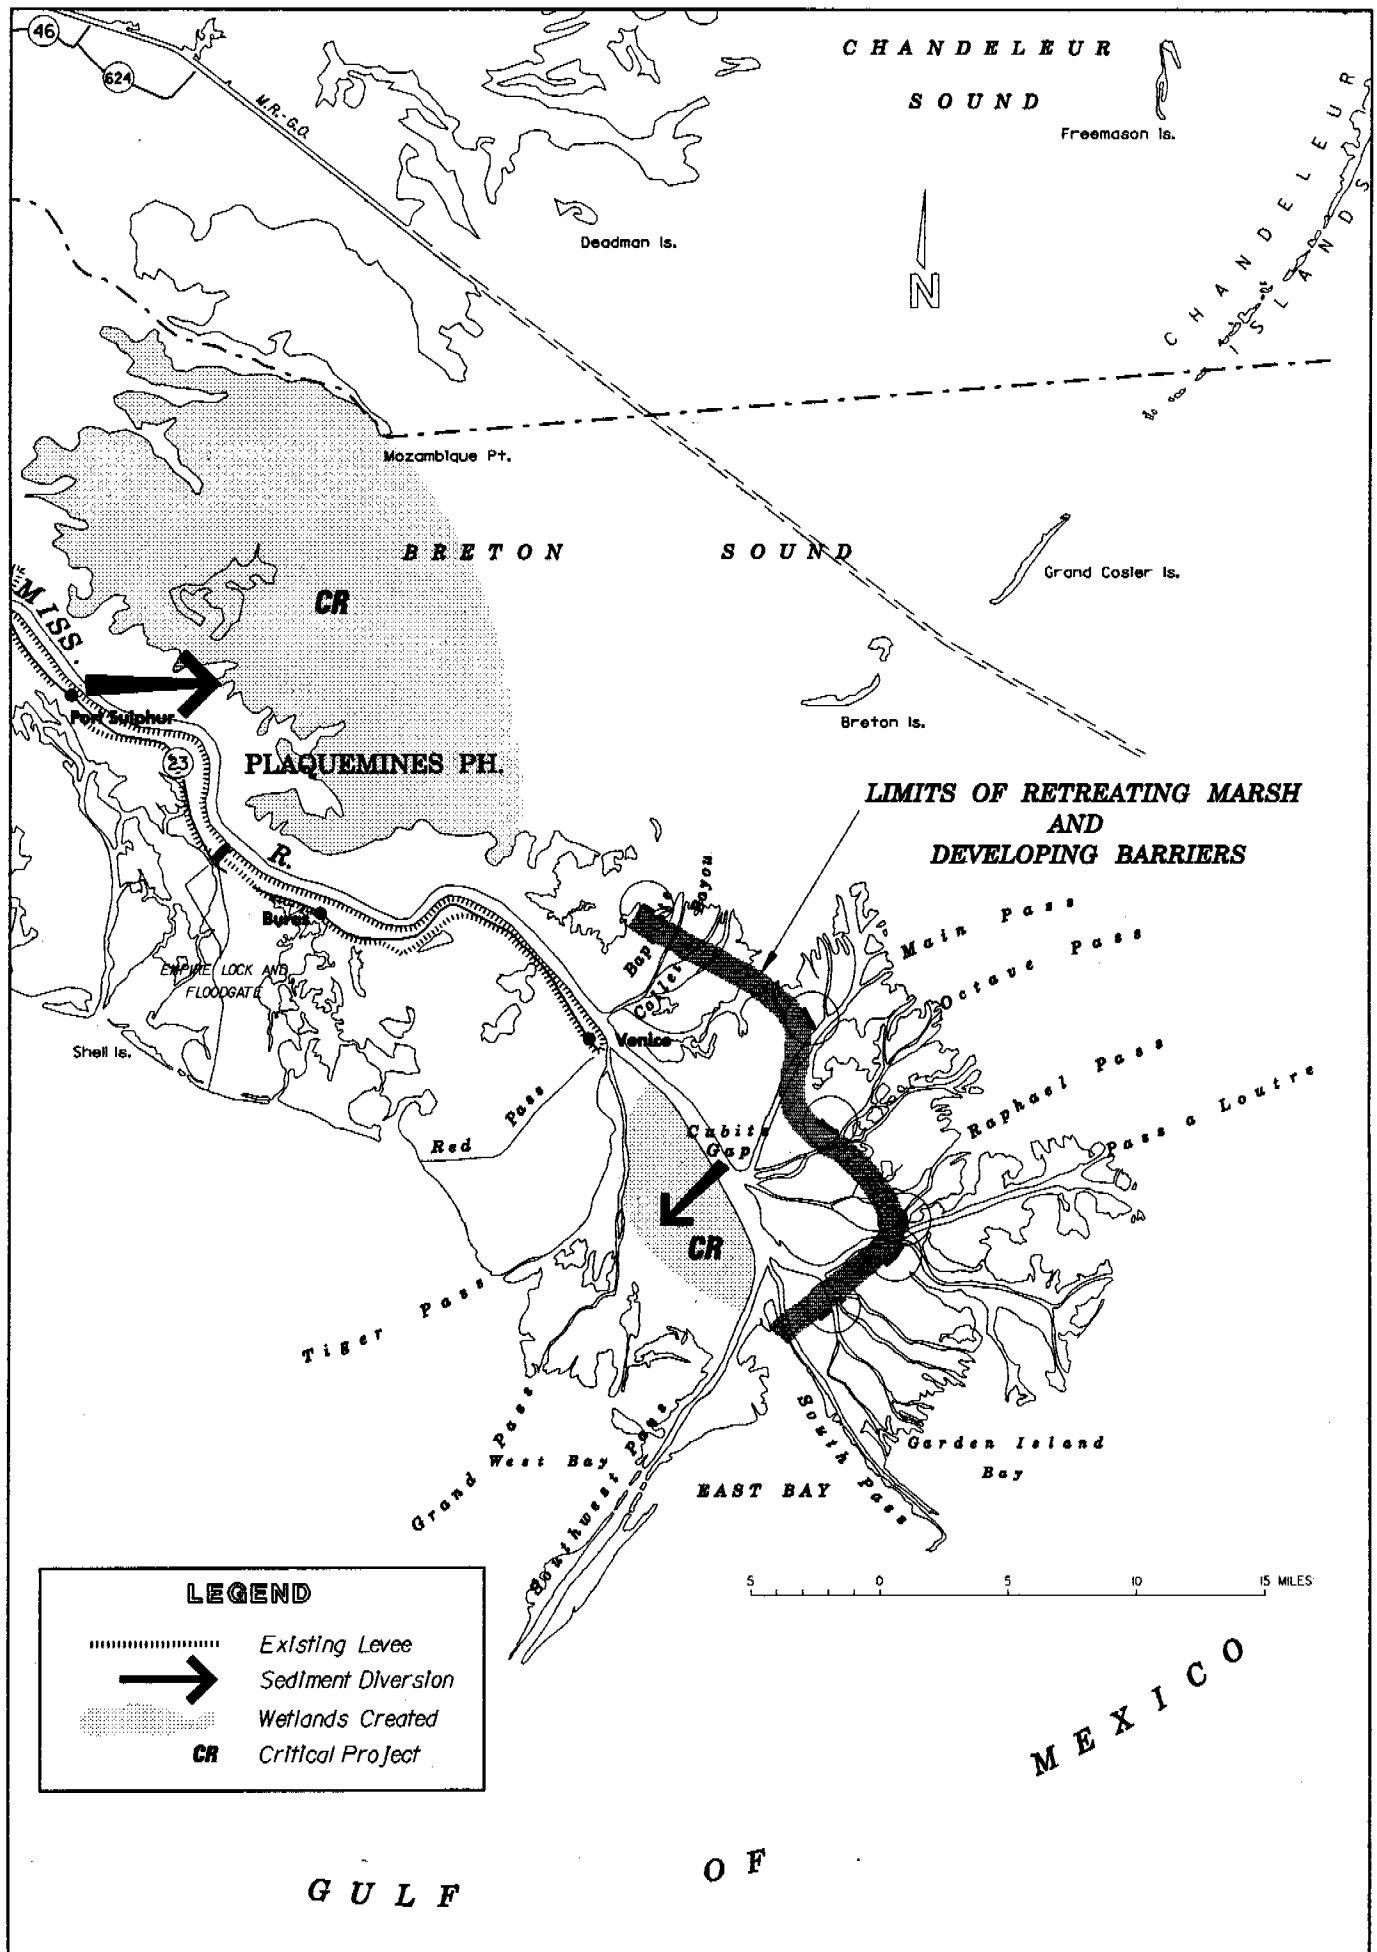 46
624
M.R.-G.O.
CHANDELEUR
SOUND
Freemason Is.
CHANDELEUR
ISLANDS
Deadman Is.
N
Mozambique Pt.
BRETON SOUND
Grand Cosier Is.
CR
MISS.
Port Sulphur
Breton Is.
23
PLAQUEMINES PH.
LIMITS OF RETREATING MARSH
AND
DEVELOPING BARRIERS
R.
Buras
Bayou
Main Pass
Octave Pass
EMPIRE LOCK AND
FLOODGATE
Collet
Shell Is.
Venice
Raphael Pass
Pass a Loutre
Red Pass
Cubits
Gap
CR
Tiger Pass
Grand Pass
West Bay
Southwest Pass
South Pass
Garden Island
Bay
EAST BAY
5 0 5 10 15 MILES
LEGEND
Existing Levee
Sediment Diversion
Wetlands Created
CR Critical Project
GULF OF MEXICO